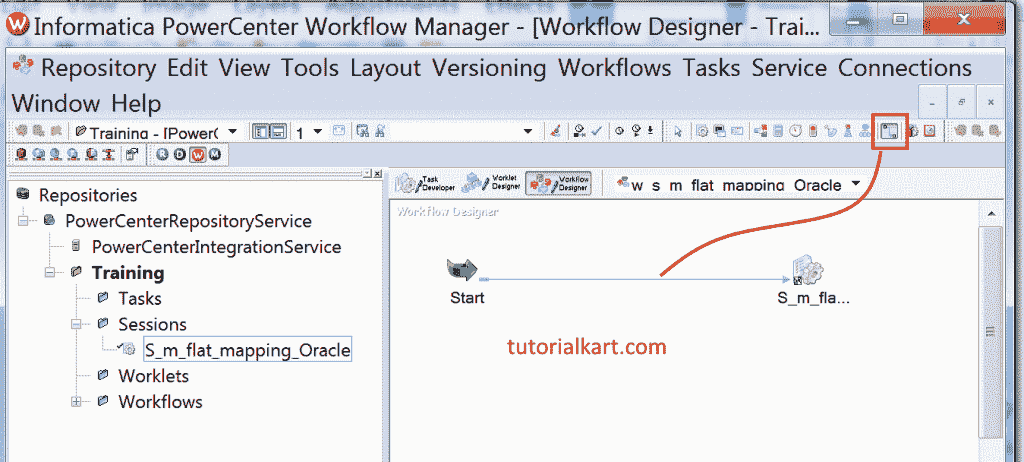 Informatica PowerCenter Workflow Manager - [Workflow Designer - Trai...
Repository Edit View Tools Layout Versioning Workflows Tasks Service Connections
Window Help
Training - [Power( 1
R D W M
Repositories
PowerCenterRepositoryService
PowerCenterIntegrationService
Training
Tasks
Sessions
S_m_flat_mapping_Oracle
Worklets
Workflows
Task Developer
Worklet Designer
Workflow Designer
w_s_m_flat_mapping_Oracle
Workflow Designer
Start
S_m_fla...
tutorialkart.com